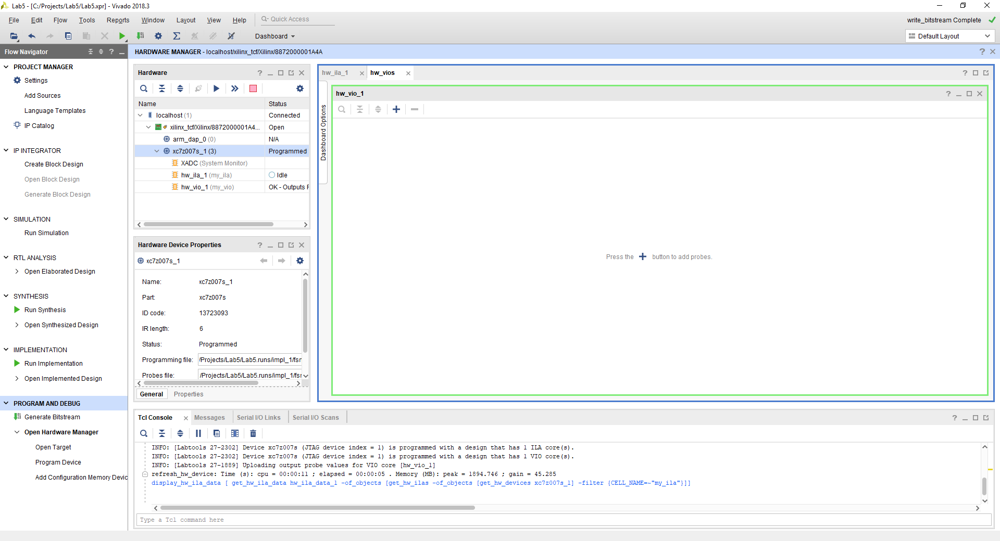 Lab5 - [C:/Projects/Lab5/Lab5.xpr] - Vivado 2018.3
File Edit Flow Tools Reports Window Layout View Help Quick Access
write_bitstream Complete
Dashboard
Default Layout
Flow Navigator
HARDWARE MANAGER - localhost/xilinx_tcf/Xilinx/8872000001A4A
PROJECT MANAGER
Settings
Add Sources
Language Templates
IP Catalog
IP INTEGRATOR
Create Block Design
Open Block Design
Generate Block Design
SIMULATION
Run Simulation
RTL ANALYSIS
Open Elaborated Design
SYNTHESIS
Run Synthesis
Open Synthesized Design
IMPLEMENTATION
Run Implementation
Open Implemented Design
PROGRAM AND DEBUG
Generate Bitstream
Open Hardware Manager
Open Target
Program Device
Add Configuration Memory Devic
Hardware
Name Status
localhost (1) Connected
xilinx_tcf/Xilinx/8872000001A4... Open
arm_dap_0 (0) N/A
xc7z007s_1 (3) Programmed
XADC (System Monitor)
hw_ila_1 (my_ila) Idle
hw_vio_1 (my_vio) OK - Outputs F
Hardware Device Properties
xc7z007s_1
Name: xc7z007s_1
Part: xc7z007s
ID code: 13723093
IR length: 6
Status: Programmed
Programming file: /Projects/Lab5/Lab5.runs/impl_1/fsm
Probes file: /Projects/Lab5/Lab5.runs/impl_1/fsm
General Properties
hw_ila_1 hw_vios
Dashboard Options
hw_vio_1
Press the + button to add probes.
Tcl Console Messages Serial I/O Links Serial I/O Scans
INFO: [Labtools 27-2302] Device xc7z007s (JTAG device index = 1) is programmed with a design that has 1 ILA core(s).
INFO: [Labtools 27-2302] Device xc7z007s (JTAG device index = 1) is programmed with a design that has 1 VIO core(s).
INFO: [Labtools 27-1889] Uploading output probe values for VIO core [hw_vio_1]
refresh_hw_device: Time (s): cpu = 00:00:11 ; elapsed = 00:00:05 . Memory (MB): peak = 1894.746 ; gain = 45.285
display_hw_ila_data [ get_hw_ila_data hw_ila_data_1 -of_objects [get_hw_ilas -of_objects [get_hw_devices xc7z007s_1] -filter {CELL_NAME=~"my_ila"}]]
Type a Tcl command here